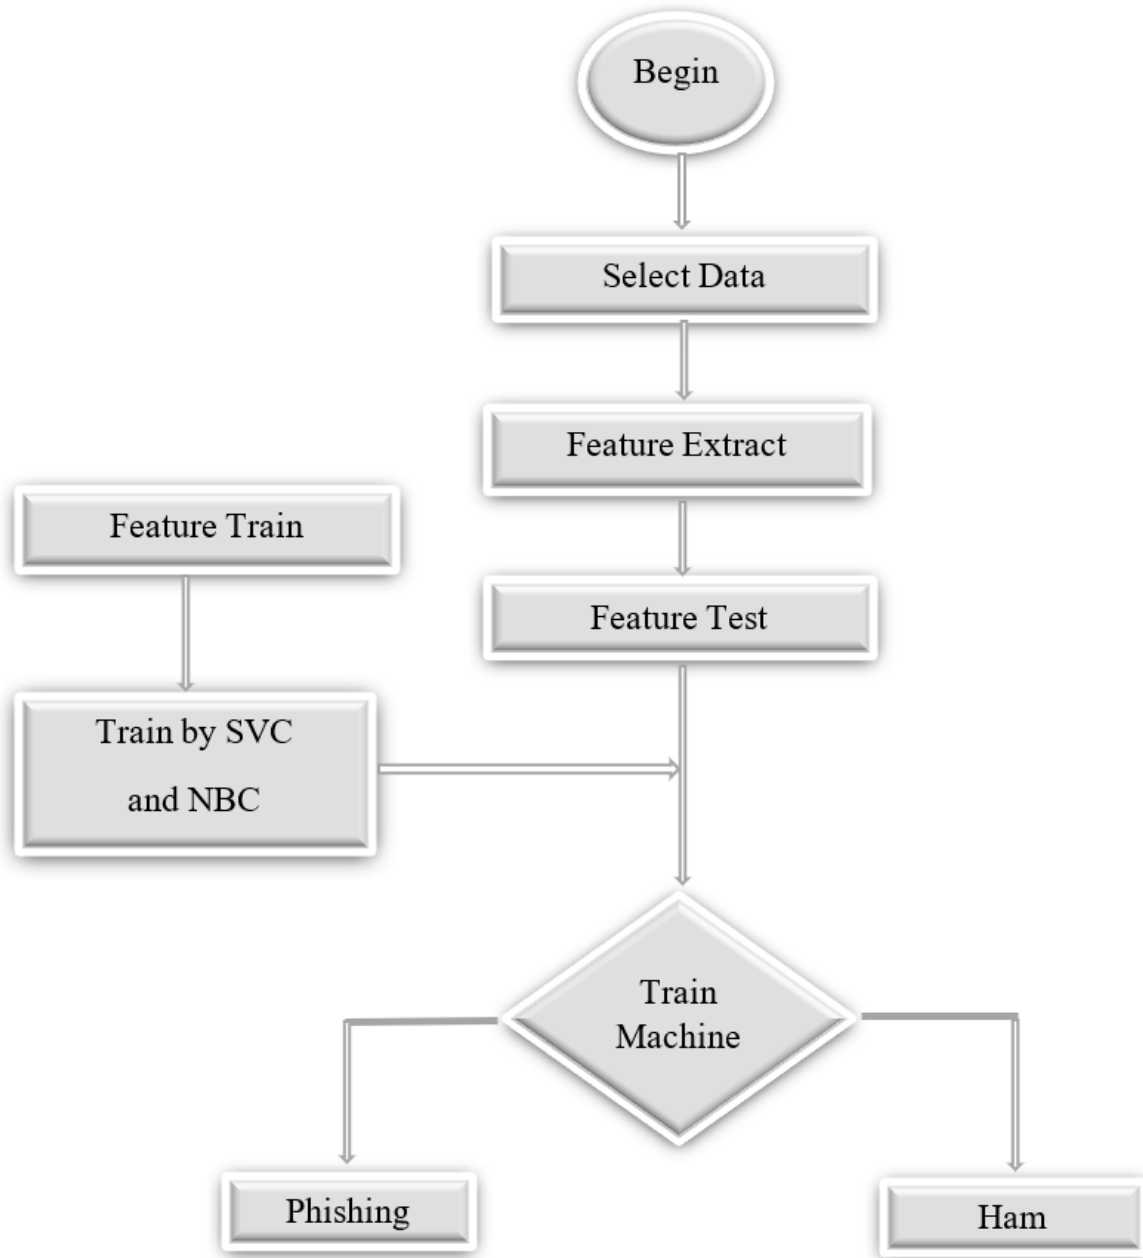 Begin
Select Data
Feature Extract
Feature Train
Feature Test
Train by SVC
and NBC
Train
Machine
Phishing
Ham